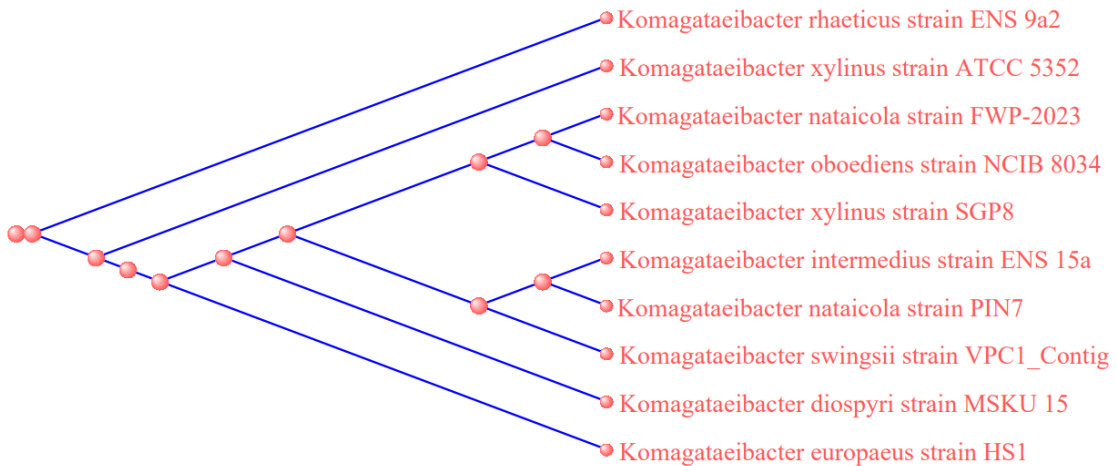 Komagataeibacter rhaeticus strain ENS 9a2
Komagataeibacter xylinus strain ATCC 5352
Komagataeibacter nataicola strain FWP-2023
Komagataeibacter oboediens strain NCIB 8034
Komagataeibacter xylinus strain SGP8
Komagataeibacter intermedius strain ENS 15a
Komagataeibacter nataicola strain PIN7
Komagataeibacter swingsii strain VPC1_Contig
Komagataeibacter diospyri strain MSKU 15
Komagataeibacter europaeus strain HS1